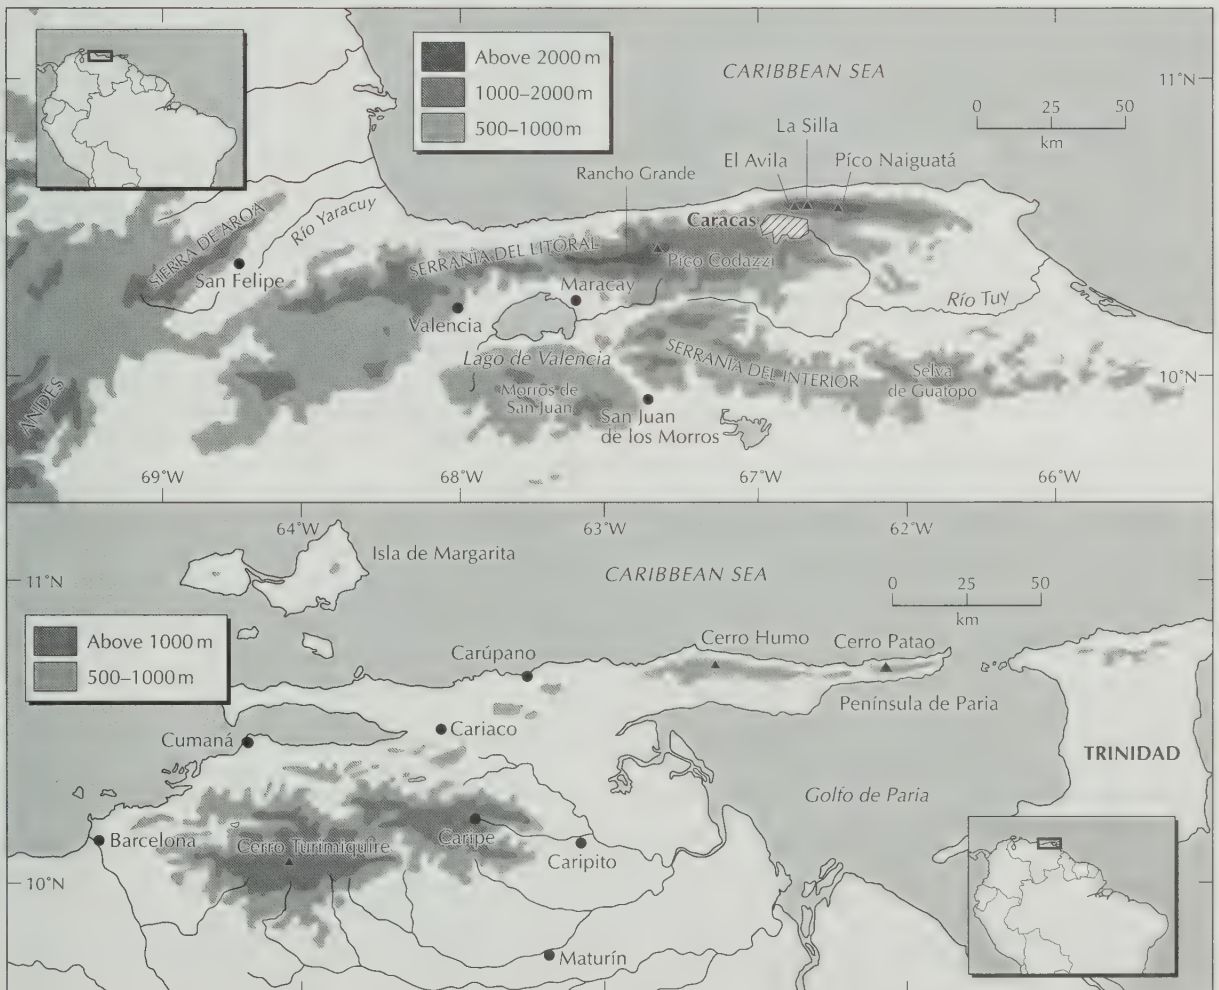 Above 2000 m
1000–2000 m
500–1000 m
CARIBBEAN SEA
11°N
0 25 50
km
La Silla
El Avila
Pico Naiguatá
Rancho Grande
Caracas
SIERRA DE AROA
Río Yaracuy
San Felipe
SERRANÍA DEL LITORAL
Pico Codazzi
Maracay
Valencia
Río Tuy
Lago de Valencia
SERRANÍA DEL INTERIOR
Selva
de Guatopo
10°N
Morros de
San Juan
San Juan
de los Morros
ANDES
69°W
68°W
67°W
66°W
64°W
63°W
62°W
Isla de Margarita
11°N
CARIBBEAN SEA
0 25 50
km
Above 1000 m
500–1000 m
Carúpano
Cerro Humo
Cerro Patao
Península de Paria
Cumaná
Cariaco
TRINIDAD
Golfo de Paria
Barcelona
Cerro Turimiquire
Caripe
Caripito
10°N
Maturín